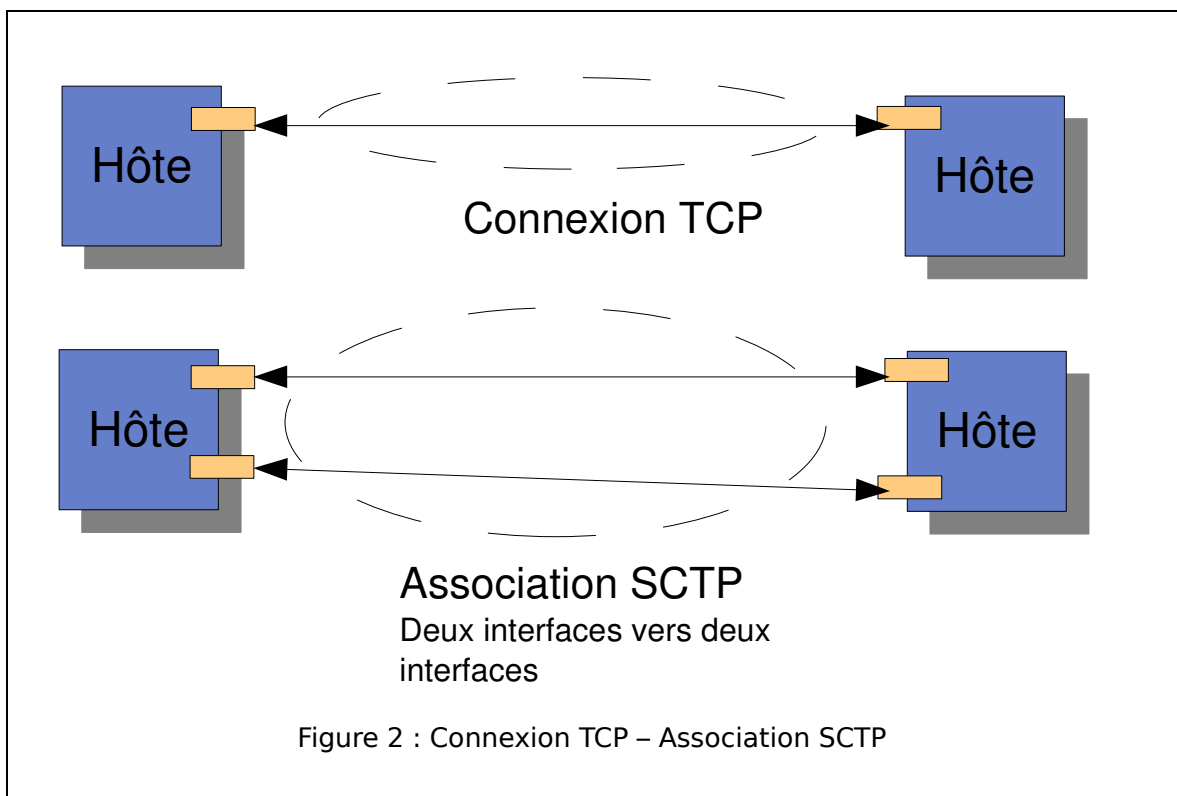 Hôte
Hôte
Connexion TCP
Hôte
Hôte
Association SCTP
Deux interfaces vers deux
interfaces
Figure 2 : Connexion TCP – Association SCTP